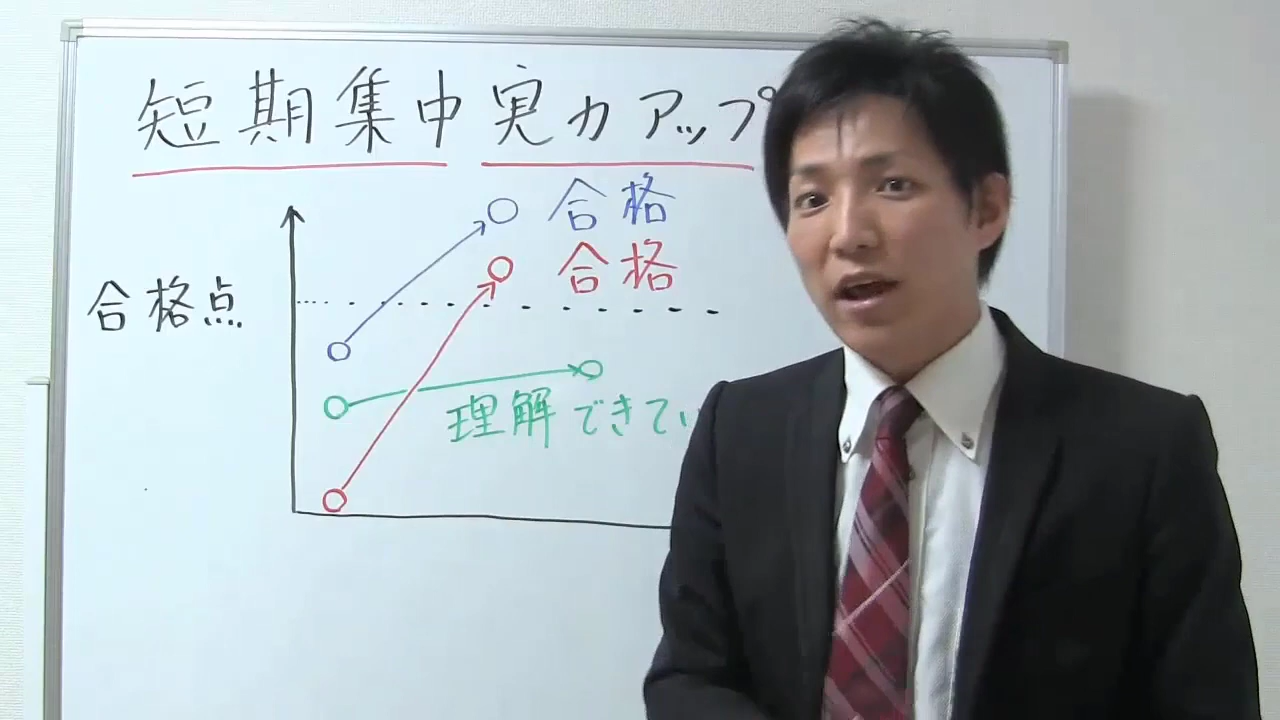 短期集中実力アップ
合格
合格
合格点
理解できてい